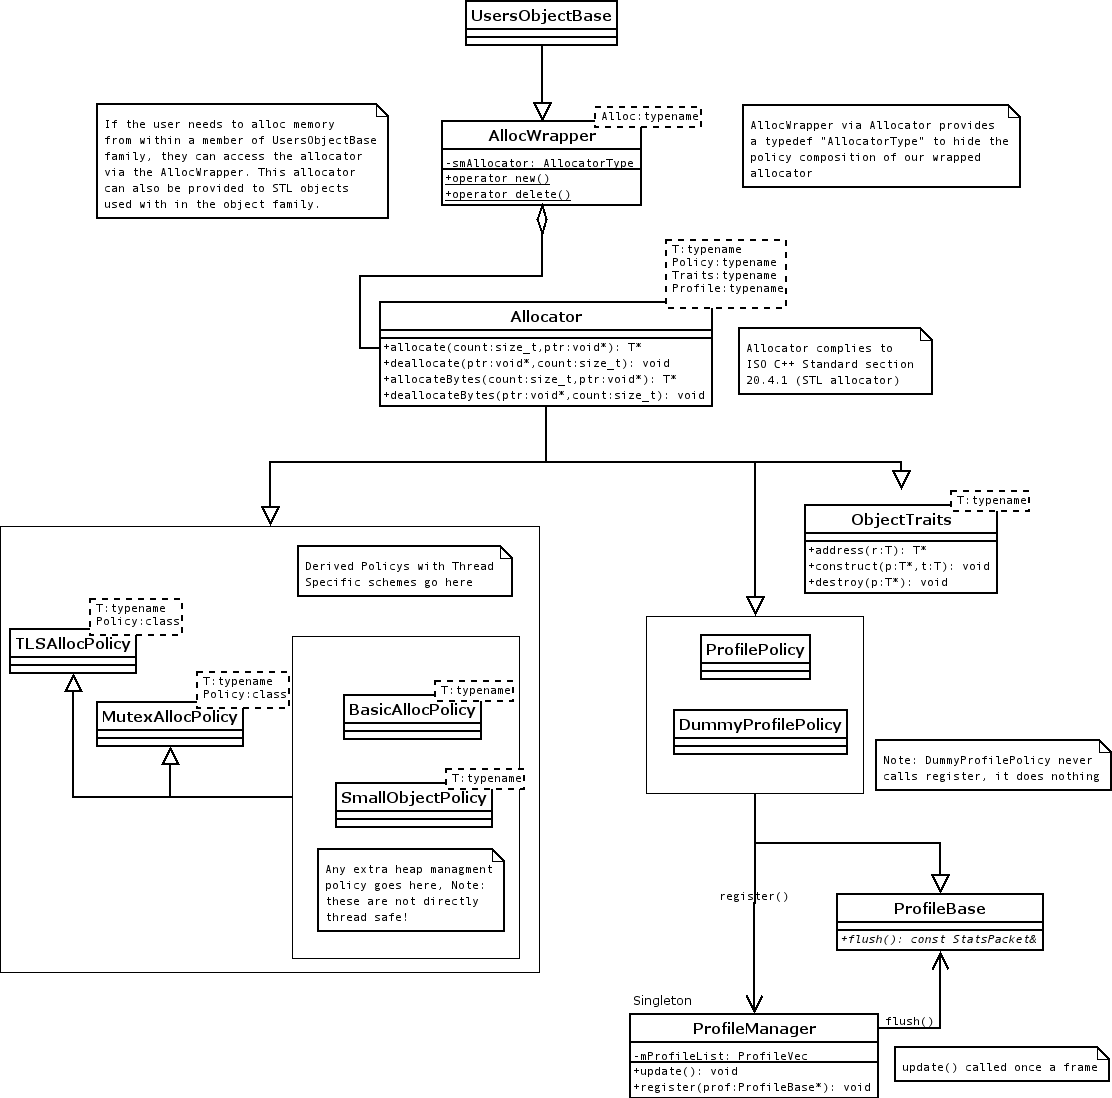 UsersObjectBase
If the user needs to alloc memory
from within a member of UsersObjectBase
family, they can access the allocator
via the AllocWrapper. This allocator
can also be provided to STL objects
used with in the object family.
Alloc:typename
AllocWrapper
-smAllocator: AllocatorType
+operator new()
+operator delete()
AllocWrapper via Allocator provides
a typedef "AllocatorType" to hide the
policy composition of our wrapped
allocator
T:typename
Policy:typename
Traits:typename
Profile:typename
Allocator
+allocate(count:size_t,ptr:void*): T*
+deallocate(ptr:void*,count:size_t): void
+allocateBytes(count:size_t,ptr:void*): T*
+deallocateBytes(ptr:void*,count:size_t): void
Allocator complies to
ISO C++ Standard section
20.4.1 (STL allocator)
T:typename
ObjectTraits
+address(r:T): T*
+construct(p:T*,t:T): void
+destroy(p:T*): void
Derived Policys with Thread
Specific schemes go here
T:typename
Policy:class
TLSAllocPolicy
T:typename
Policy:class
MutexAllocPolicy
T:typename
BasicAllocPolicy
T:typename
SmallObjectPolicy
Any extra heap managment
policy goes here, Note:
these are not directly
thread safe!
ProfilePolicy
DummyProfilePolicy
Note: DummyProfilePolicy never
calls register, it does nothing
register()
ProfileBase
+flush(): const StatsPacket&
Singleton
ProfileManager
-mProfileList: ProfileVec
+update(): void
+register(prof:ProfileBase*): void
flush()
update() called once a frame